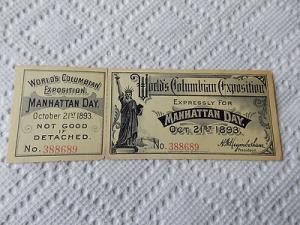 WORLD'S COLUMBIAN
EXPOSITION.
MANHATTAN DAY.
October 21ST 1893.
NOT GOOD
IF
DETACHED.
No. 388689
World's Columbian Exposition
EXPRESSLY FOR
MANHATTAN DAY
OCT. 21ST 1893.
No. 388689
President